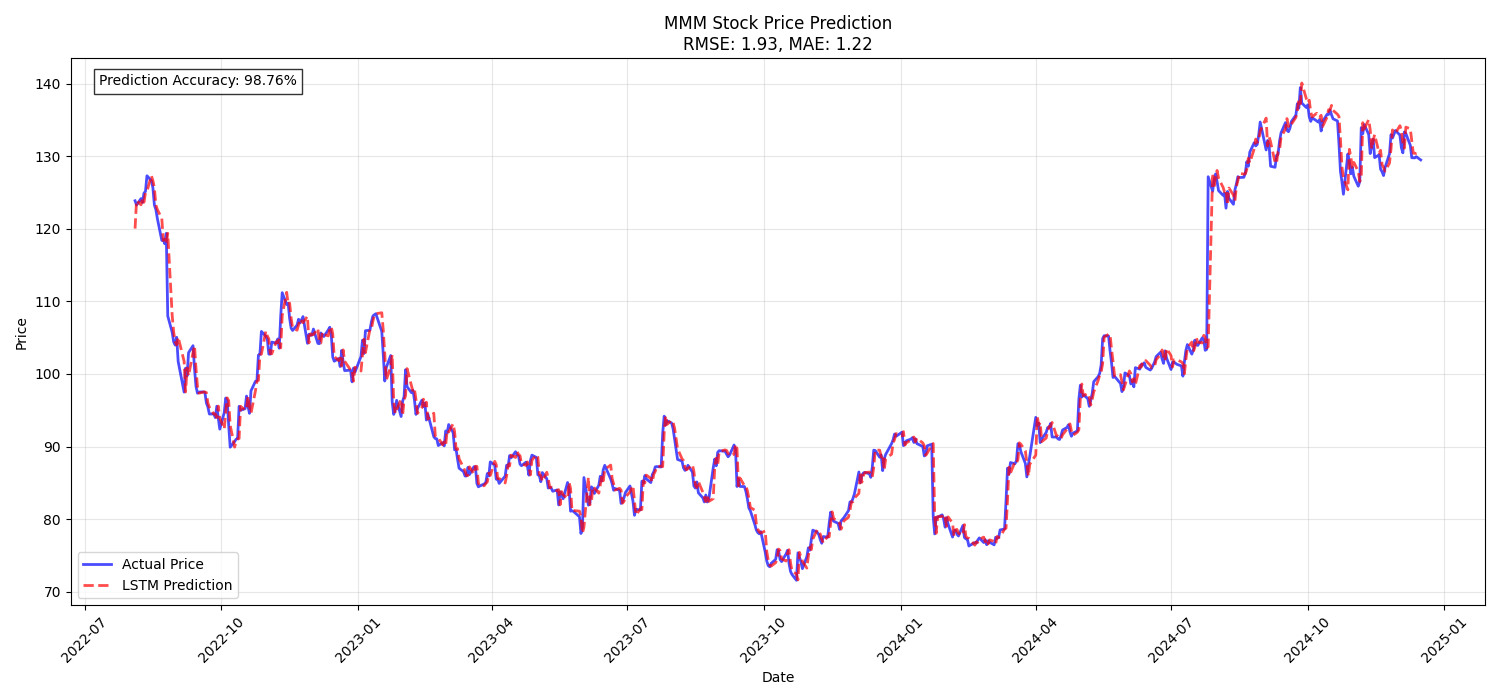 MMM Stock Price Prediction
RMSE: 1.93, MAE: 1.22
Prediction Accuracy: 98.76%
Price
140
130
120
110
100
90
80
70
Actual Price
LSTM Prediction
2022-07
2022-10
2023-01
2023-04
2023-07
2023-10
2024-01
2024-04
2024-07
2024-10
2025-01
Date